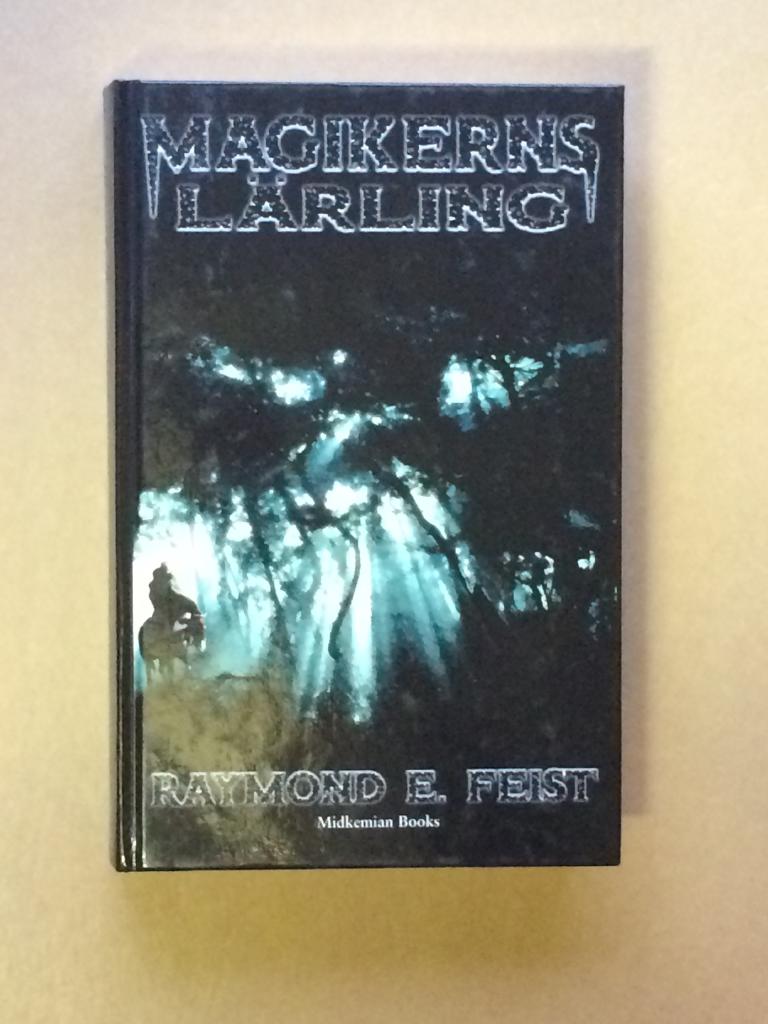 MAGIKERNS
LÄRLING
RAYMOND E. FEIST
Midkemian Books